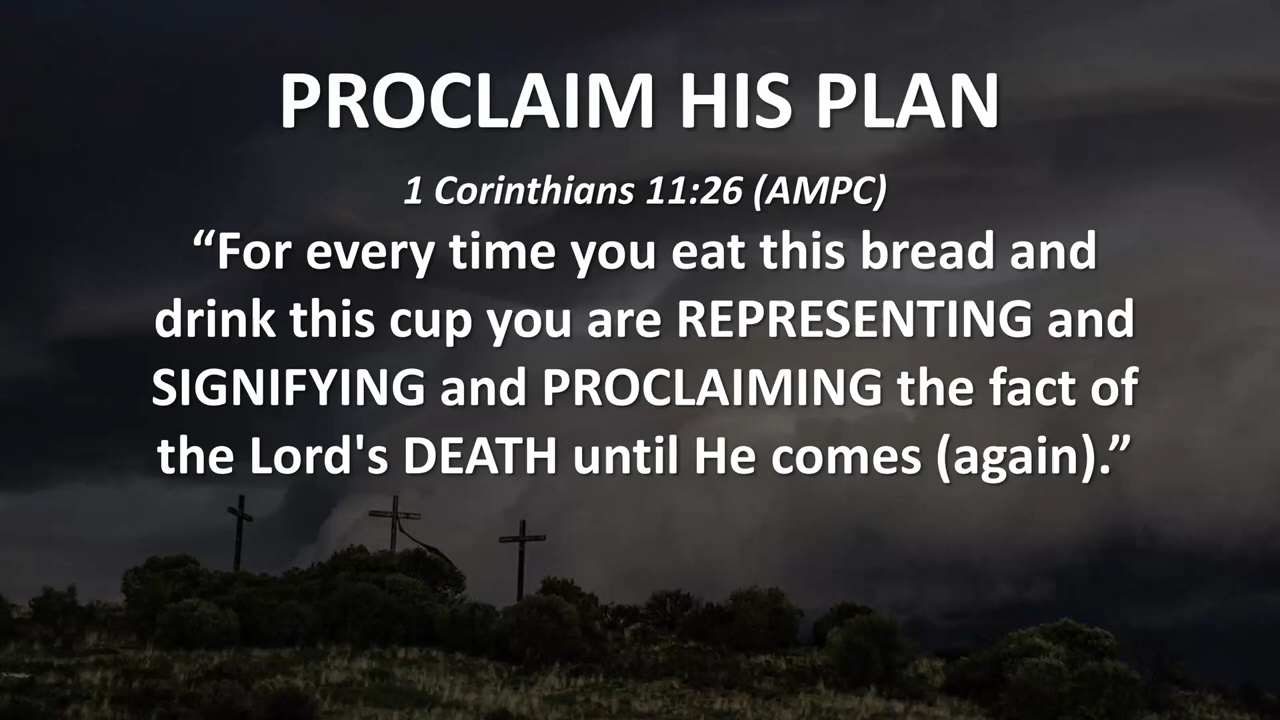 PROCLAIM HIS PLAN
1 Corinthians 11:26 (AMPC)
“For every time you eat this bread and
drink this cup you are REPRESENTING and
SIGNIFYING and PROCLAIMING the fact of
the Lord's DEATH until He comes (again).”